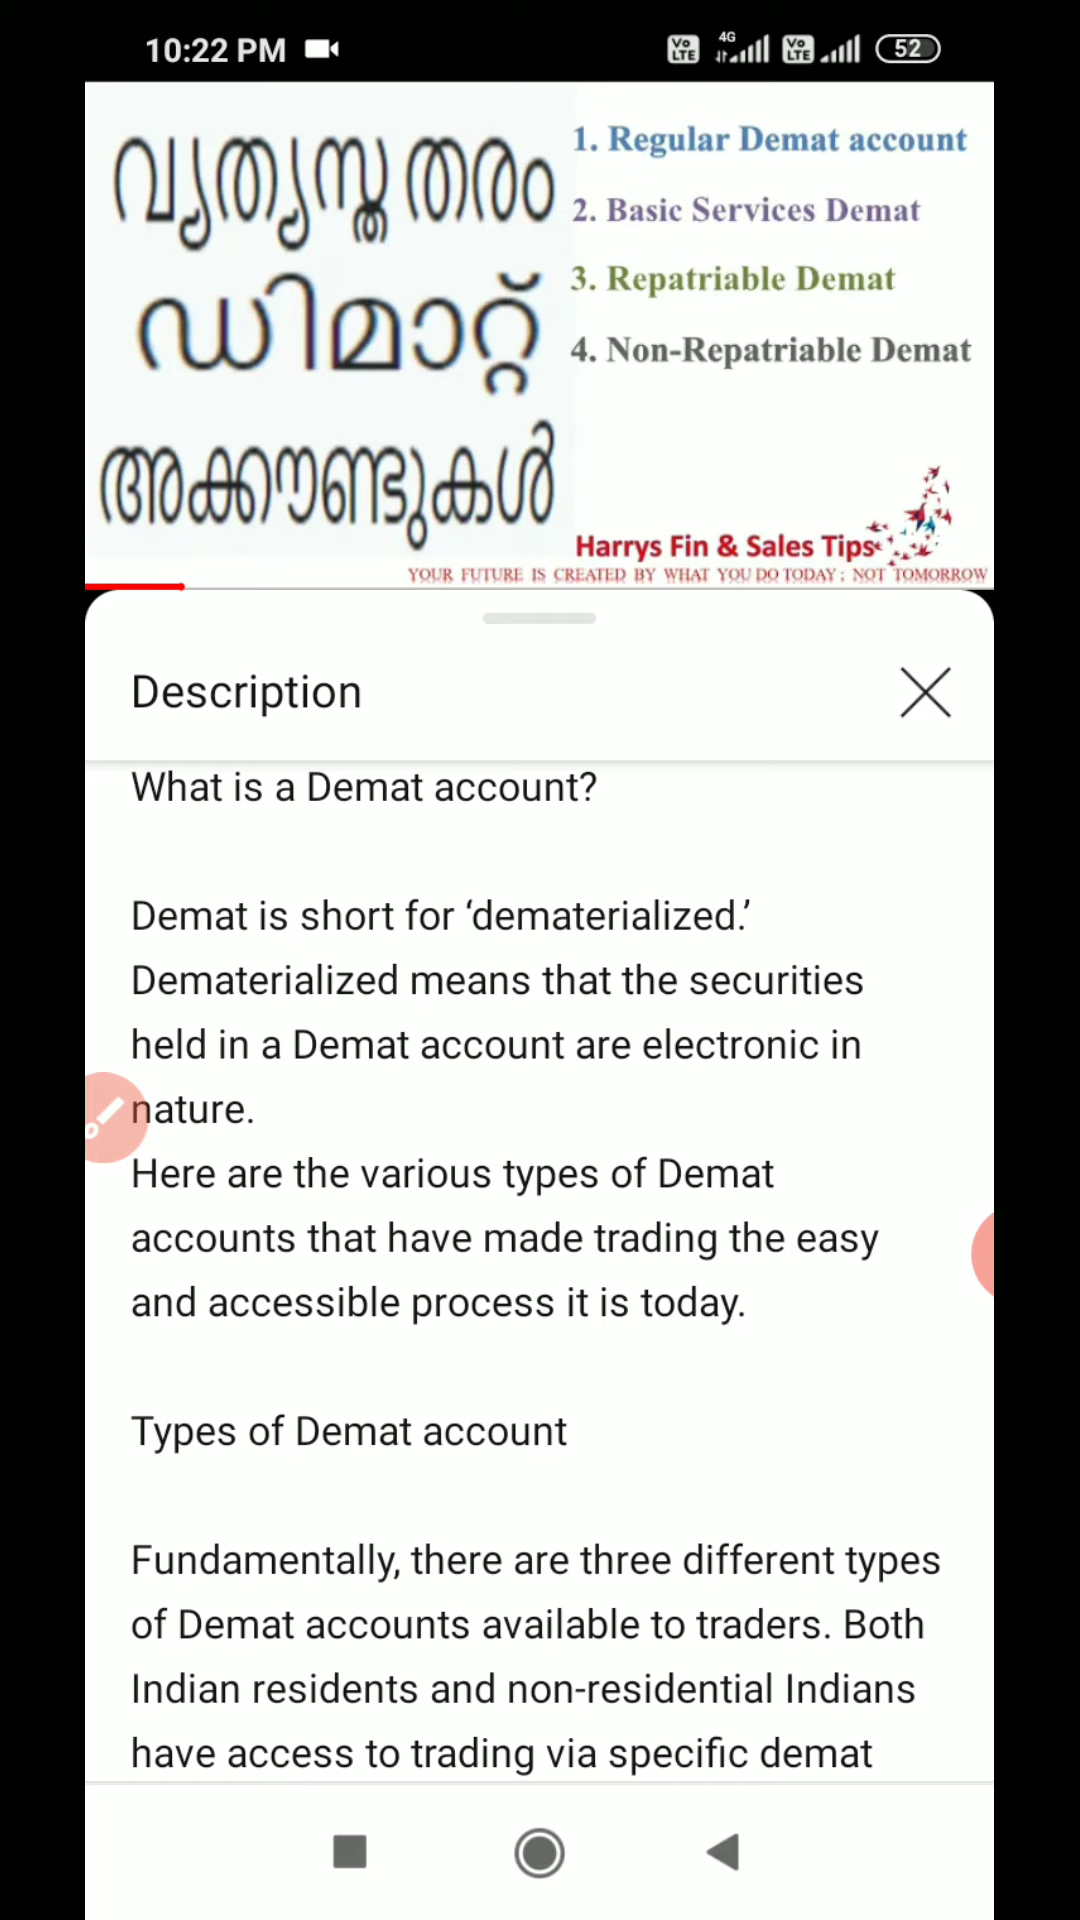 10:22 PM
Vo LTE 4G Vo LTE 52
വ്യത്യസ്ത തരം
ഡിമാറ്റ്
അക്കൗണ്ടുകൾ
1. Regular Demat account
2. Basic Services Demat
3. Repatriable Demat
4. Non-Repatriable Demat
Harrys Fin & Sales Tips
YOUR FUTURE IS CREATED BY WHAT YOU DO TODAY ; NOT TOMORROW
Description
What is a Demat account?
Demat is short for ‘dematerialized.’
Dematerialized means that the securities
held in a Demat account are electronic in
nature.
Here are the various types of Demat
accounts that have made trading the easy
and accessible process it is today.
Types of Demat account
Fundamentally, there are three different types
of Demat accounts available to traders. Both
Indian residents and non-residential Indians
have access to trading via specific demat